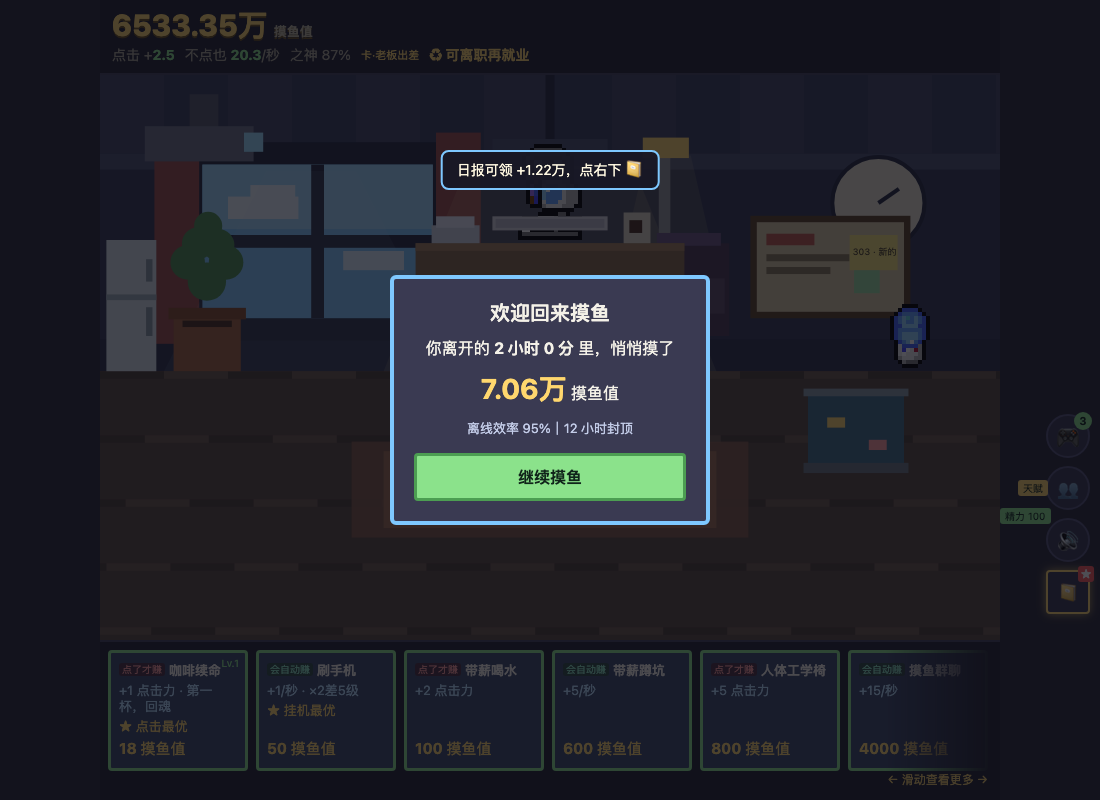 6533.35万 摸鱼值
点击 +2.5 不点也 20.3/秒 之神 87% 卡·老板出差 ♻ 可离职再就业
日报可领 +1.22万，点右下
303 · 新的
欢迎回来摸鱼
你离开的 2 小时 0 分 里，悄悄摸了
7.06万 摸鱼值
离线效率 95% | 12 小时封顶
继续摸鱼
3
天赋
精力 100
点了才赚 咖啡续命 Lv.1
+1 点击力 · 第一
杯，回魂
★ 点击最优
18 摸鱼值
会自动赚 刷手机
+1/秒 · ×2差5级
★ 挂机最优
50 摸鱼值
点了才赚 带薪喝水
+2 点击力
100 摸鱼值
会自动赚 带薪蹲坑
+5/秒
600 摸鱼值
点了才赚 人体工学椅
+5 点击力
800 摸鱼值
会自动赚 摸鱼群聊
+15/秒
4000 摸鱼值
← 滑动查看更多 →